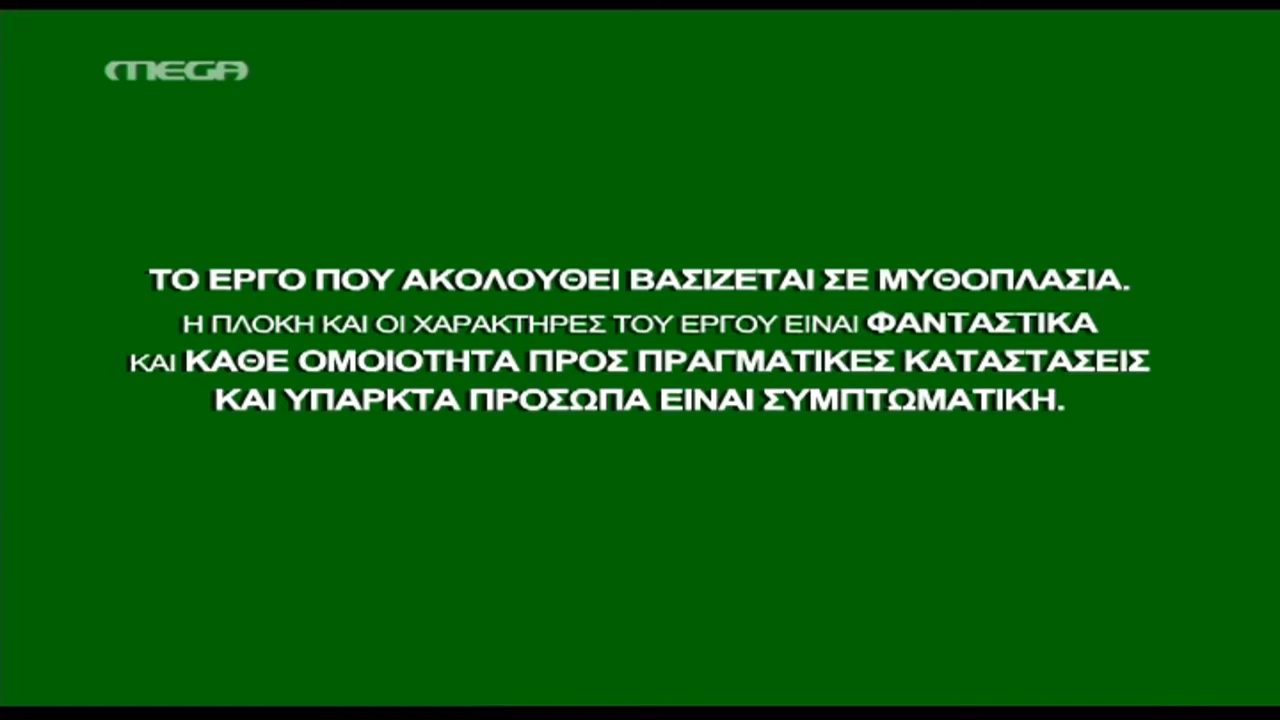 MEGA
ΤΟ ΕΡΓΟ ΠΟΥ ΑΚΟΛΟΥΘΕΙ ΒΑΣΙΖΕΤΑΙ ΣΕ ΜΥΘΟΠΛΑΣΙΑ.
Η ΠΛΟΚΗ ΚΑΙ ΟΙ ΧΑΡΑΚΤΗΡΕΣ ΤΟΥ ΕΡΓΟΥ ΕΙΝΑΙ ΦΑΝΤΑΣΤΙΚΑ
ΚΑΙ ΚΑΘΕ ΟΜΟΙΟΤΗΤΑ ΠΡΟΣ ΠΡΑΓΜΑΤΙΚΕΣ ΚΑΤΑΣΤΑΣΕΙΣ
ΚΑΙ ΥΠΑΡΚΤΑ ΠΡΟΣΩΠΑ ΕΙΝΑΙ ΣΥΜΠΤΩΜΑΤΙΚΗ.